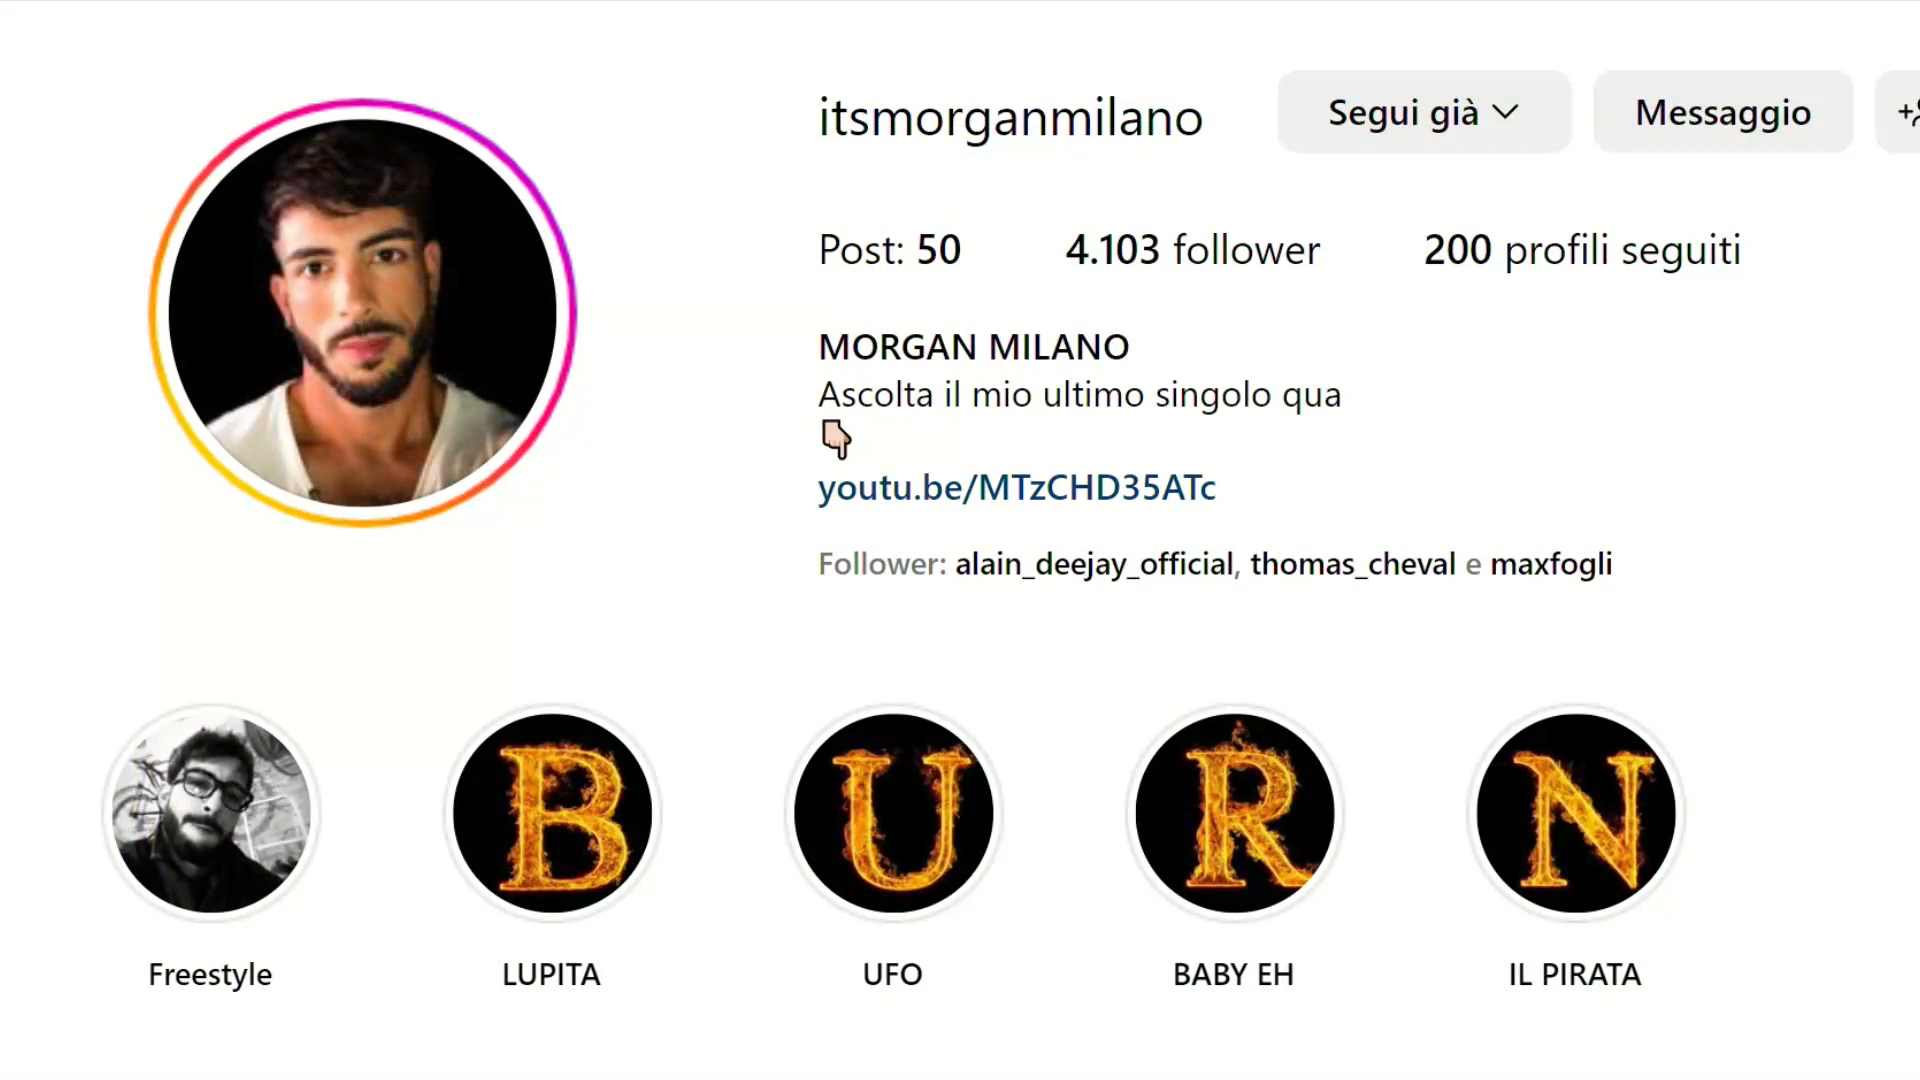 itsmorganmilano Segui già Messaggio
Post: 50 4.103 follower 200 profili seguiti
MORGAN MILANO
Ascolta il mio ultimo singolo qua
👇🏻
youtu.be/MTzCHD35ATc
Follower: alain_deejay_official, thomas_cheval e maxfogli
B U R N
Freestyle LUPITA UFO BABY EH IL PIRATA